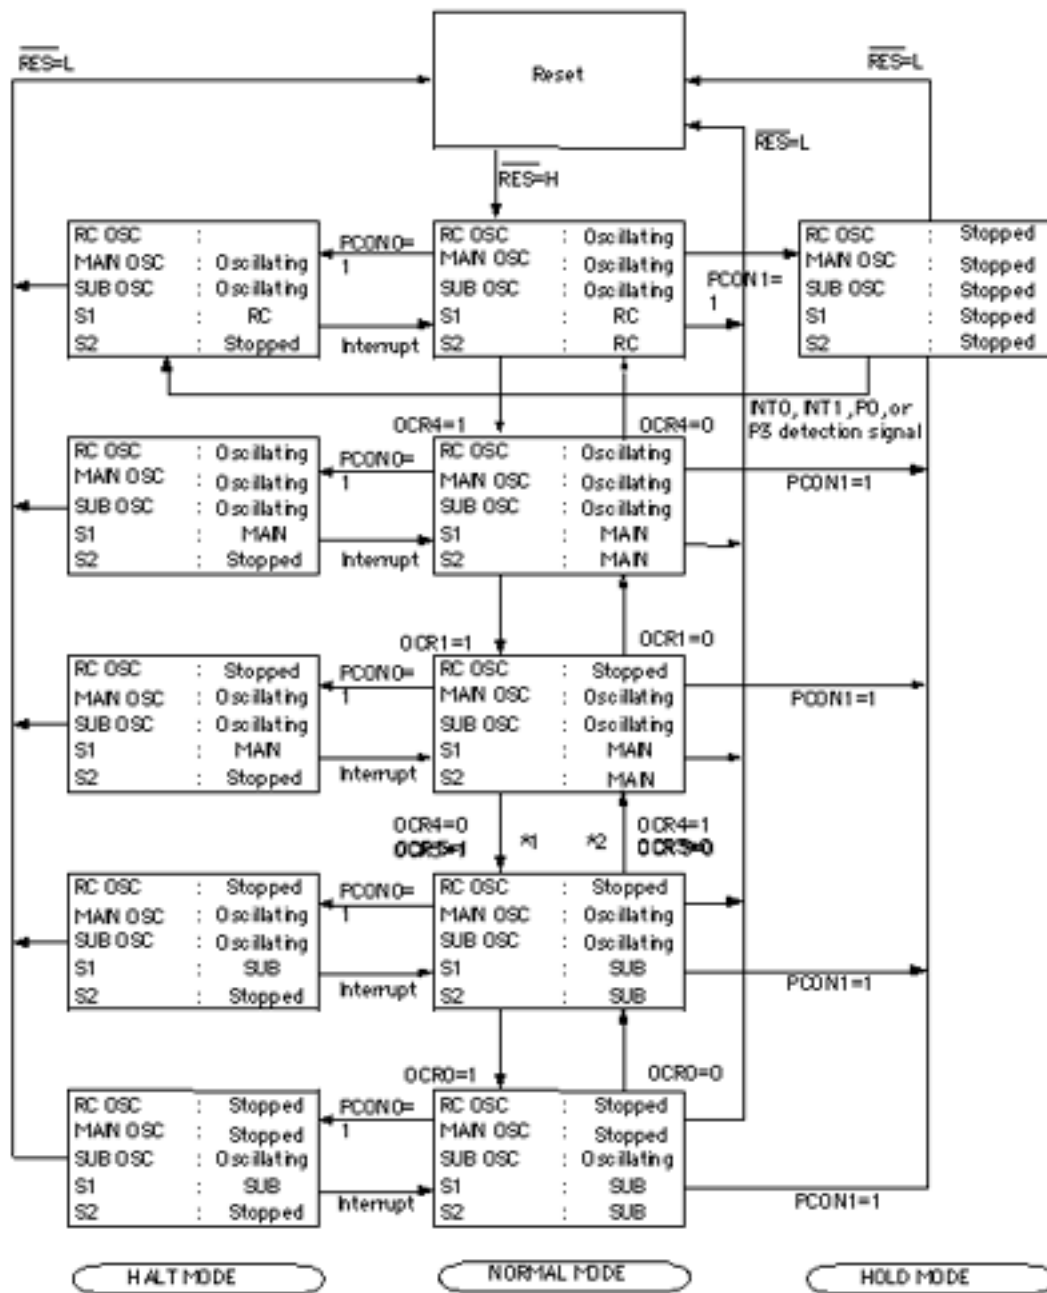 RES=L
Reset
RES=L
RES=L
RES=H
RC OSC :
MAIN OSC : Oscillating
SUB OSC : Oscillating
S1 : RC
S2 : Stopped
PCON0=
1
Interrupt
RC OSC : Oscillating
MAIN OSC : Oscillating
SUB OSC : Oscillating
S1 : RC
S2 : RC
PCON1=
1
RC OSC : Stopped
MAIN OSC : Stopped
SUB OSC : Stopped
S1 : Stopped
S2 : Stopped
INT0, INT1, P0, or
P3 detection signal
OCR4=1
OCR4=0
RC OSC : Oscillating
MAIN OSC : Oscillating
SUB OSC : Oscillating
S1 : MAIN
S2 : Stopped
PCON0=
1
Interrupt
RC OSC : Oscillating
MAIN OSC : Oscillating
SUB OSC : Oscillating
S1 : MAIN
S2 : MAIN
PCON1=1
OCR1=1
OCR1=0
RC OSC : Stopped
MAIN OSC : Oscillating
SUB OSC : Oscillating
S1 : MAIN
S2 : Stopped
PCON0=
1
Interrupt
RC OSC : Stopped
MAIN OSC : Oscillating
SUB OSC : Oscillating
S1 : MAIN
S2 : MAIN
PCON1=1
OCR4=0
OCR5=1
*1
*2
OCR4=1
OCR5=0
RC OSC : Stopped
MAIN OSC : Oscillating
SUB OSC : Oscillating
S1 : SUB
S2 : Stopped
PCON0=
1
Interrupt
RC OSC : Stopped
MAIN OSC : Oscillating
SUB OSC : Oscillating
S1 : SUB
S2 : SUB
PCON1=1
OCR0=1
OCR0=0
RC OSC : Stopped
MAIN OSC : Stopped
SUB OSC : Oscillating
S1 : SUB
S2 : Stopped
PCON0=
1
Interrupt
RC OSC : Stopped
MAIN OSC : Stopped
SUB OSC : Oscillating
S1 : SUB
S2 : SUB
PCON1=1
HALT MODE
NORMAL MODE
HOLD MODE